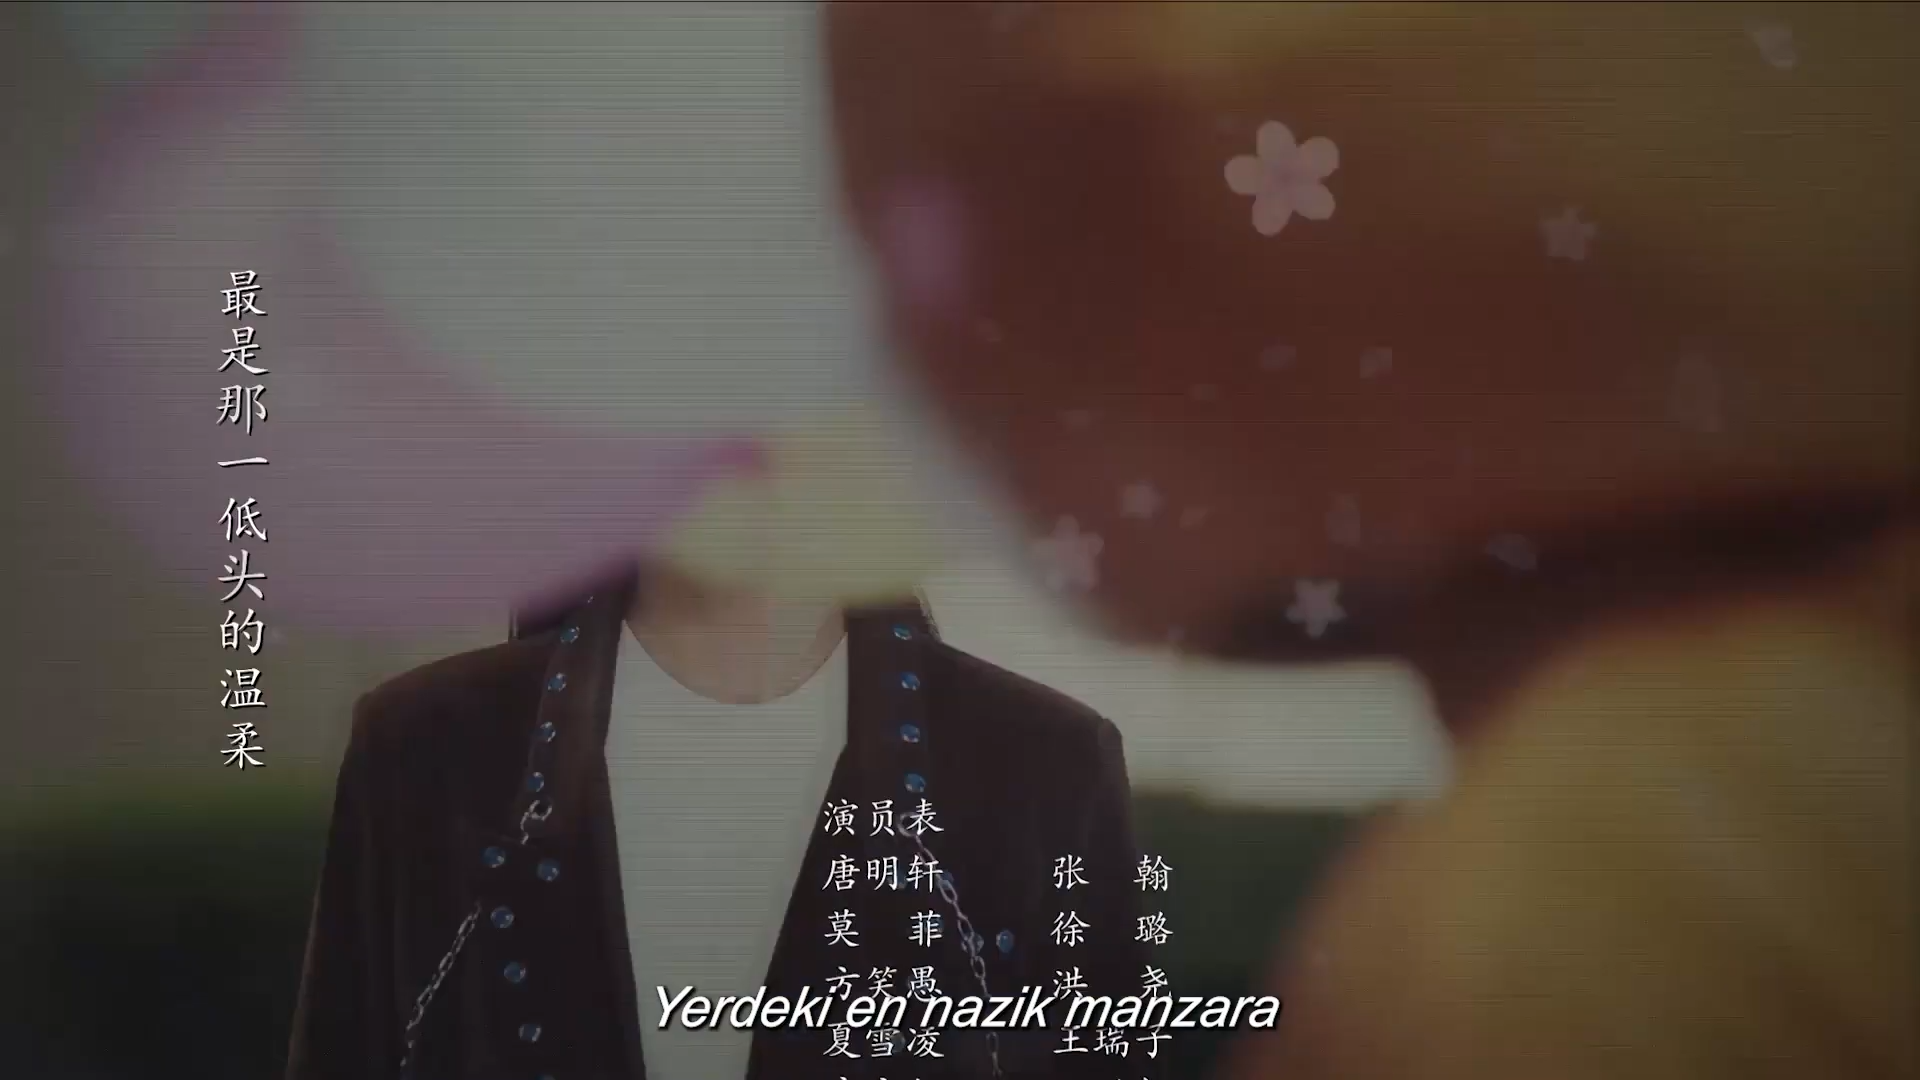 最是那一低头的温柔
演员表
唐明轩 张翰
莫菲 徐璐
方笑愚 洪尧
Yerdeki en nazik manzara
夏雪凌 王瑞子